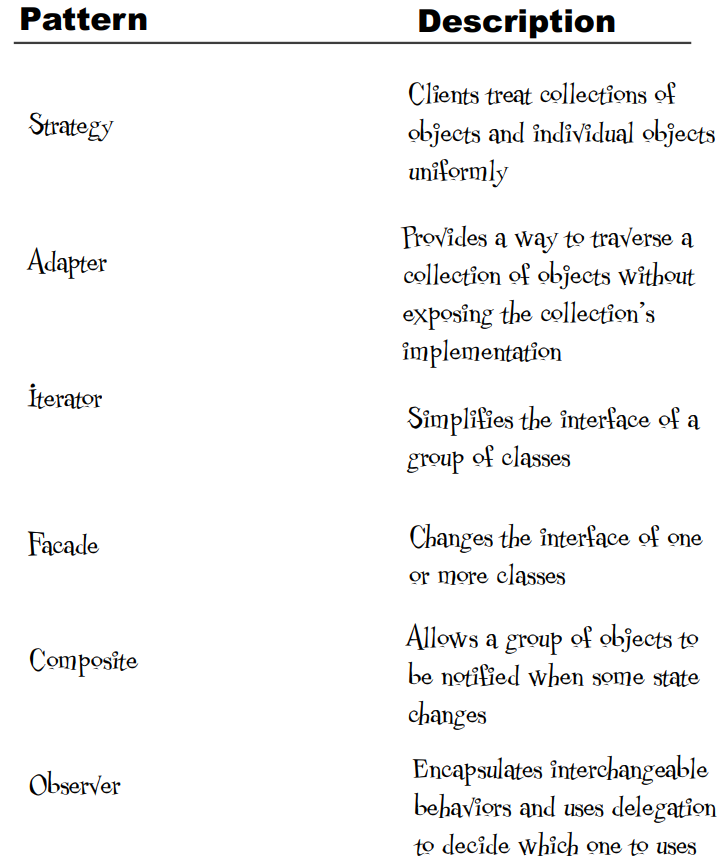 Pattern Description
Strategy
Clients treat collections of
objects and individual objects
uniformly
Adapter
Provides a way to traverse a
collection of objects without
exposing the collection's
implementation
Iterator
Simplifies the interface of a
group of classes
Facade
Changes the interface of one
or more classes
Composite
Allows a group of objects to
be notified when some state
changes
Observer
Encapsulates interchangeable
behaviors and uses delegation
to decide which one to uses